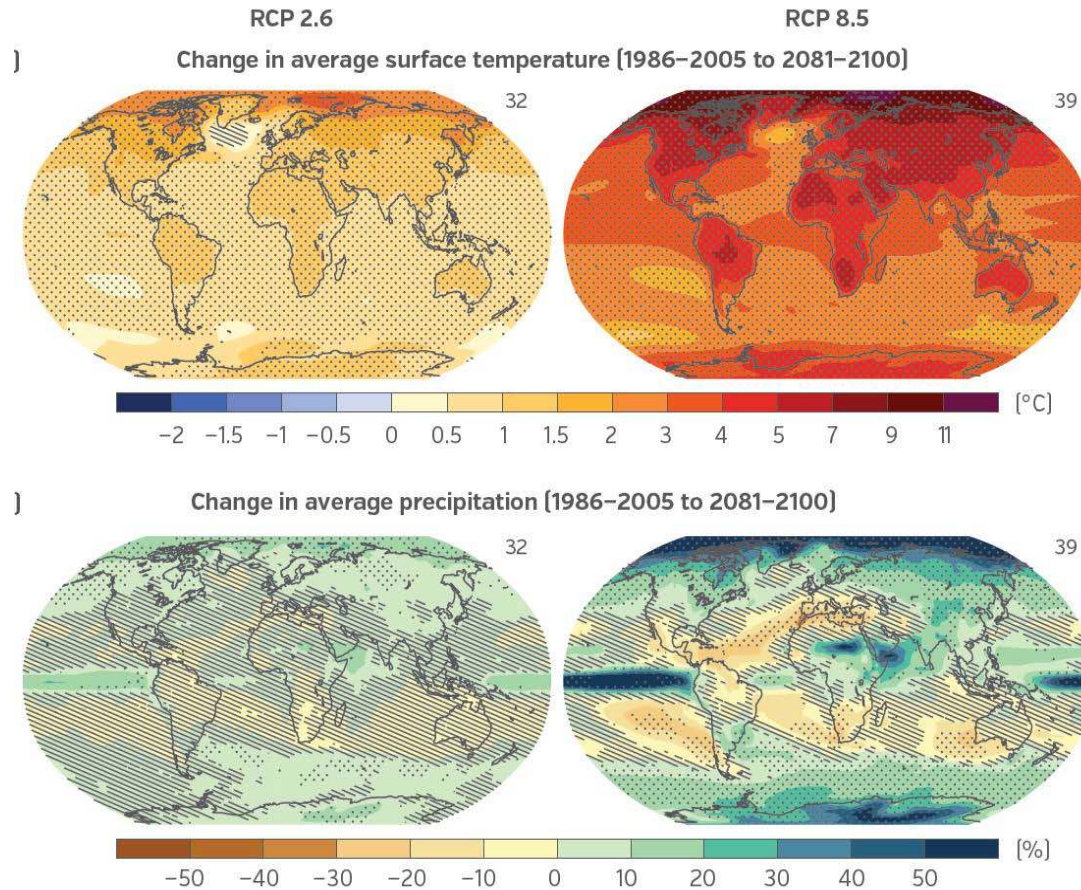 RCP 2.6 RCP 8.5
) Change in average surface temperature (1986–2005 to 2081–2100)
32 39
(°C)
−2 −1.5 −1 −0.5 0 0.5 1 1.5 2 3 4 5 7 9 11
) Change in average precipitation (1986–2005 to 2081–2100)
32 39
(%)
−50 −40 −30 −20 −10 0 10 20 30 40 50